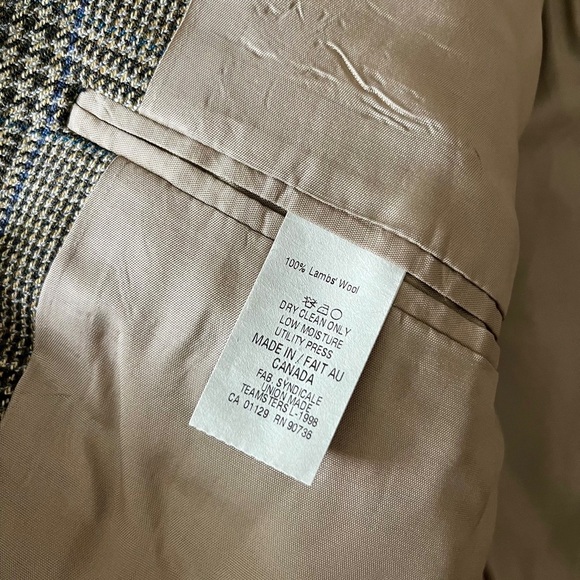 100% Lambs' Wool
DRY CLEAN ONLY
LOW MOISTURE
UTILITY PRESS
MADE IN / FAIT AU
CANADA
FAB. SYNDICALE
UNION MADE
TEAMSTERS L-1998
CA 01129 RN 90736